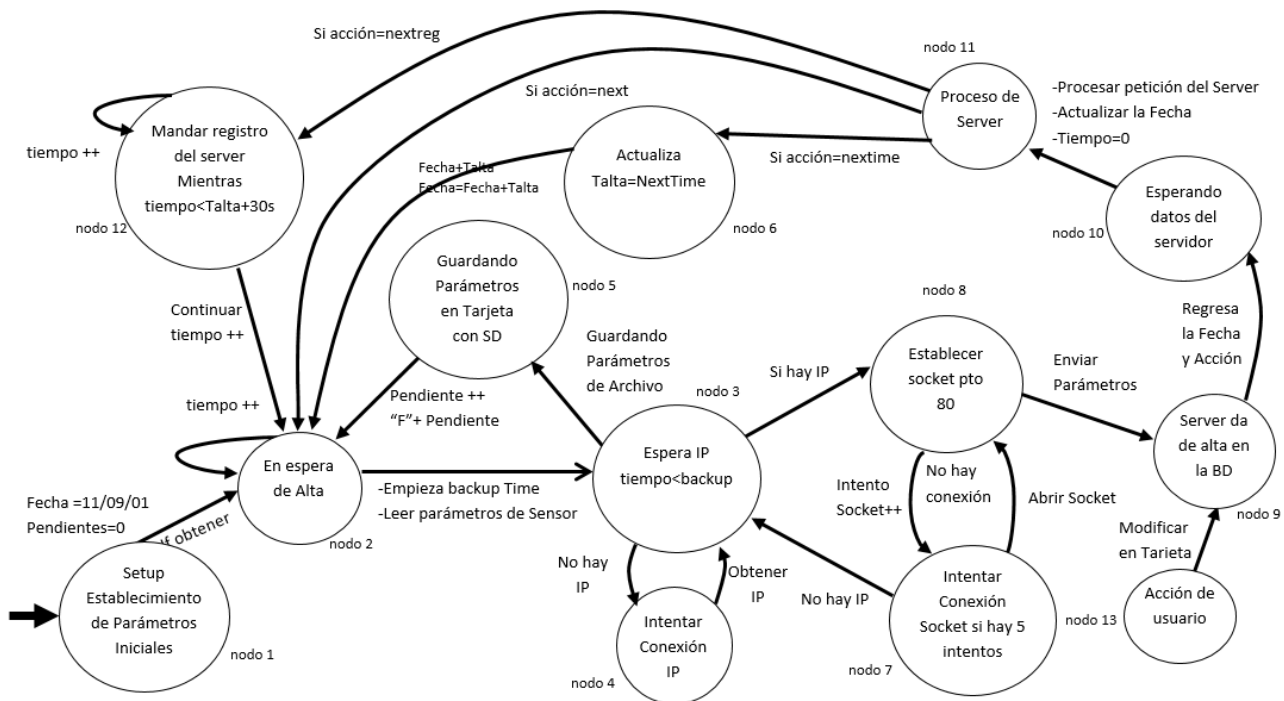 Si acción=nextreg
nodo 11
Proceso de
Server
-Procesar petición del Server
-Actualizar la Fecha
-Tiempo=0
Si acción=next
Mandar registro
del server
Mientras
tiempo<Talta+30s
tiempo ++
nodo 12
Actualiza
Talta=NextTime
nodo 6
Si acción=nextime
Fecha+Talta
Fecha=Fecha+Talta
Esperando
datos del
servidor
nodo 10
Guardando
Parámetros
en Tarjeta
con SD
nodo 5
Continuar
tiempo ++
Guardando
Parámetros
de Archivo
nodo 8
Regresa
la Fecha
y Acción
Establecer
socket pto
80
Si hay IP
Enviar
Parámetros
nodo 3
tiempo ++
Pendiente ++
“F”+ Pendiente
Server da
de alta en
la BD
nodo 9
Espera IP
tiempo<backup
En espera
de Alta
nodo 2
-Empieza backup Time
-Leer parámetros de Sensor
Intento
Socket++
No hay
conexión
Abrir Socket
Fecha =11/09/01
Pendientes=0
If obtener
Modificar
en Tarjeta
No hay
IP
Obtener
IP
No hay IP
Setup
Establecimiento
de Parámetros
Iniciales
nodo 1
Intentar
Conexión
IP
nodo 4
Intentar
Conexión
Socket si hay 5
intentos
nodo 7
nodo 13
Acción de
usuario